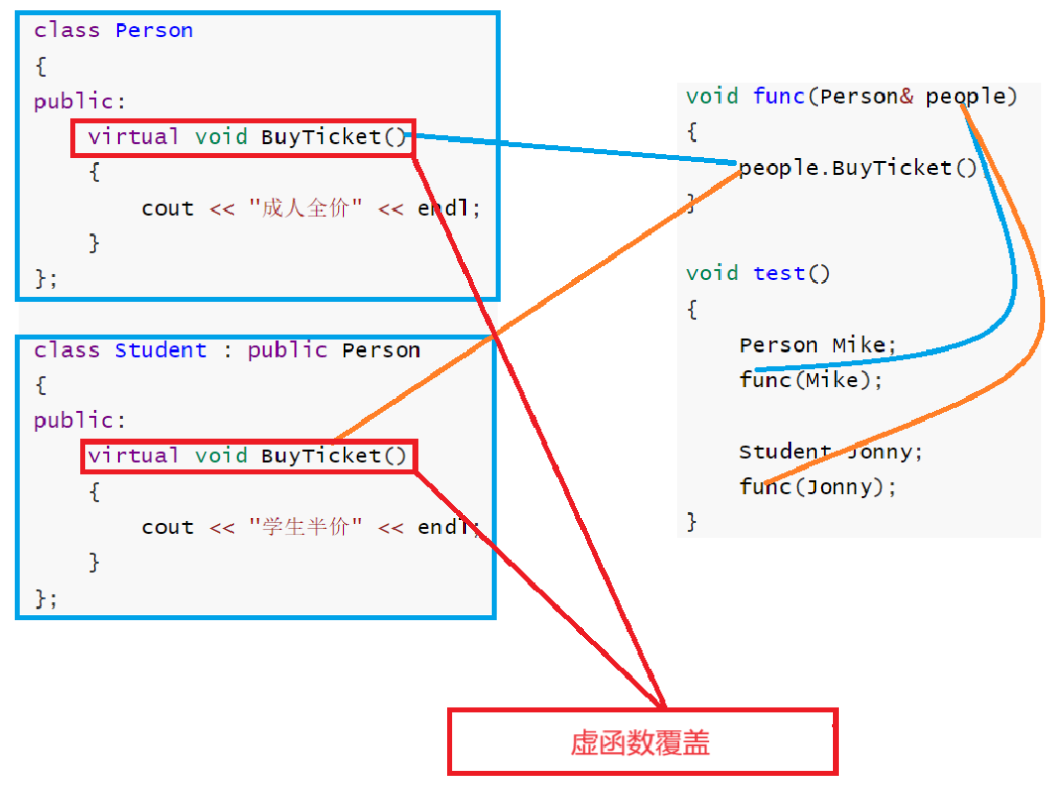 class Person
{
public:
virtual void BuyTicket()
{
cout << "成人全价" << endl;
}
};
class Student : public Person
{
public:
virtual void BuyTicket()
{
cout << "学生半价" << endl;
}
};
void func(Person& people)
{
people.BuyTicket()
}
void test()
{
Person Mike;
func(Mike);
Student Jonny;
func(Jonny);
}
虚函数覆盖